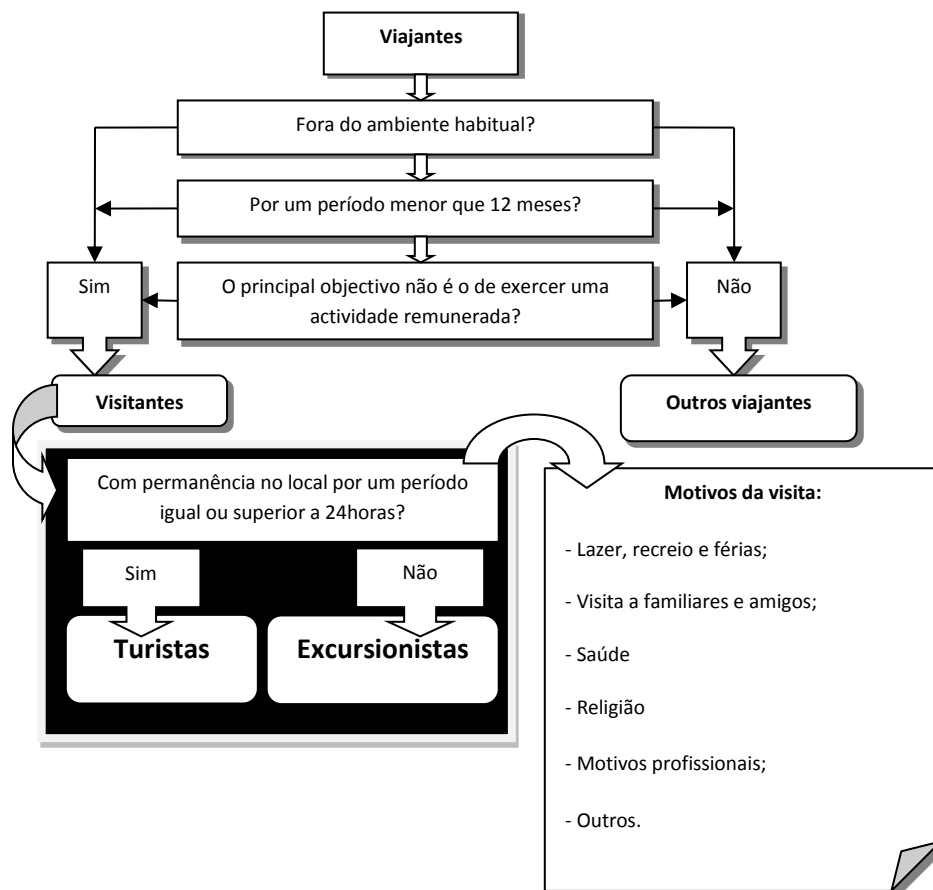 Viajantes
Fora do ambiente habitual?
Por um período menor que 12 meses?
Sim
O principal objectivo não é o de exercer uma
actividade remunerada?
Não
Visitantes
Outros viajantes
Com permanência no local por um período
igual ou superior a 24horas?
Sim
Não
Turistas
Excursionistas
Motivos da visita:
- Lazer, recreio e férias;
- Visita a familiares e amigos;
- Saúde
- Religião
- Motivos profissionais;
- Outros.